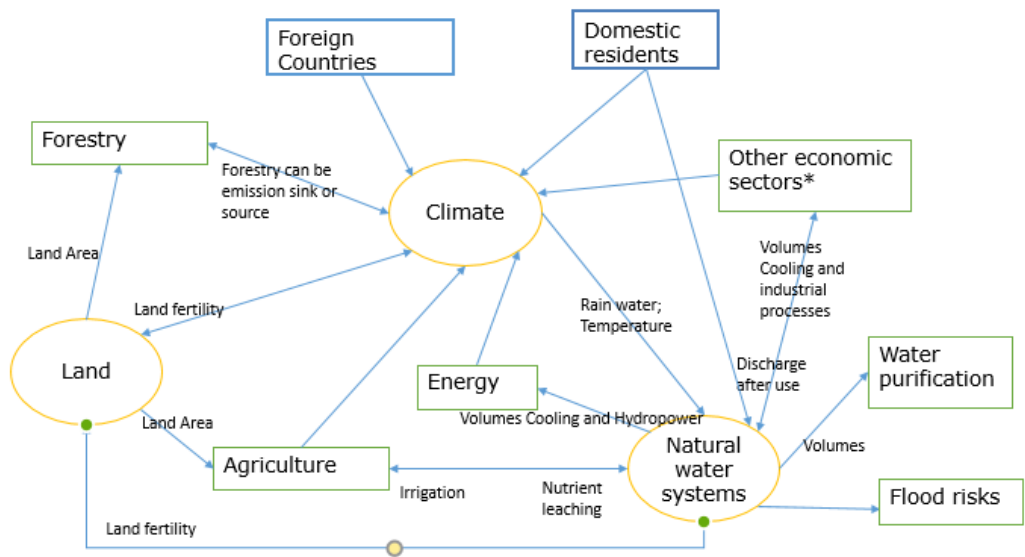 Foreign
Countries
Domestic
residents
Forestry
Other economic
sectors*
Forestry can be
emission sink or
source
Climate
Land Area
Volumes
Cooling and
industrial
processes
Land fertility
Rain water;
Temperature
Land
Energy
Discharge
after use
Water
purification
Land Area
Volumes Cooling and Hydropower
Agriculture
Natural
water
systems
Volumes
Irrigation
Nutrient
leaching
Flood risks
Land fertility